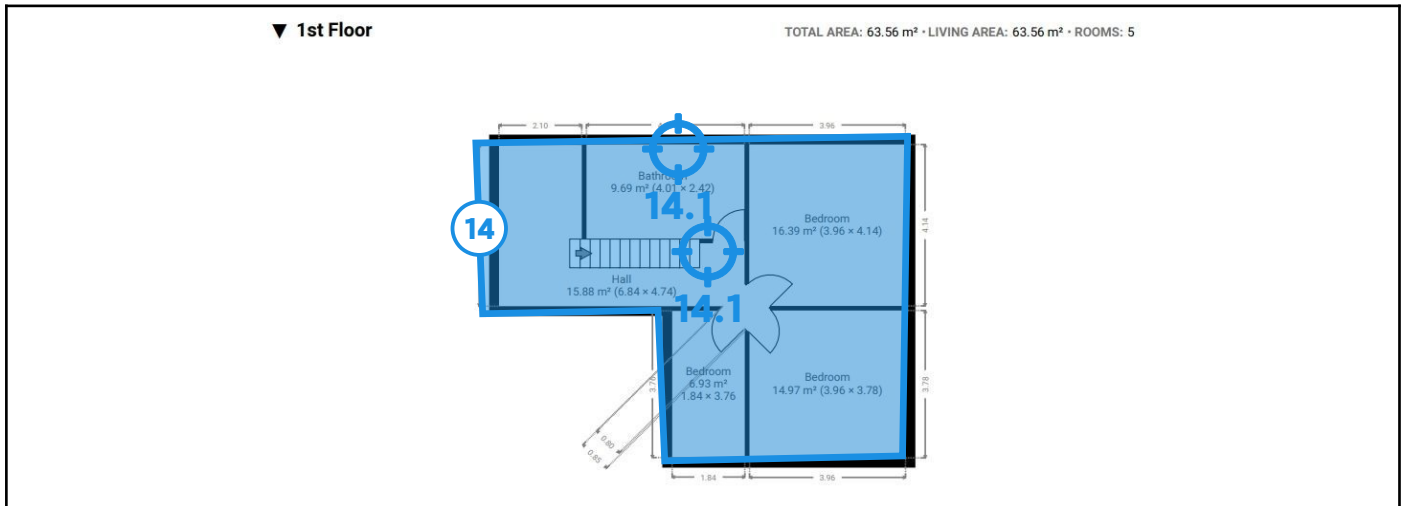 ▼ 1st Floor
TOTAL AREA: 63.56 m² · LIVING AREA: 63.56 m² · ROOMS: 5
2.10
3.96
Bathroom
9.69 m² (4.01 × 2.42)
14.1
14
Bedroom
16.39 m² (3.96 × 4.14)
4.14
Hall
15.88 m² (6.84 × 4.74)
14.1
Bedroom
6.93 m²
1.84 × 3.76
Bedroom
14.97 m² (3.96 × 3.78)
3.76
3.78
0.80
0.85
1.84
3.96